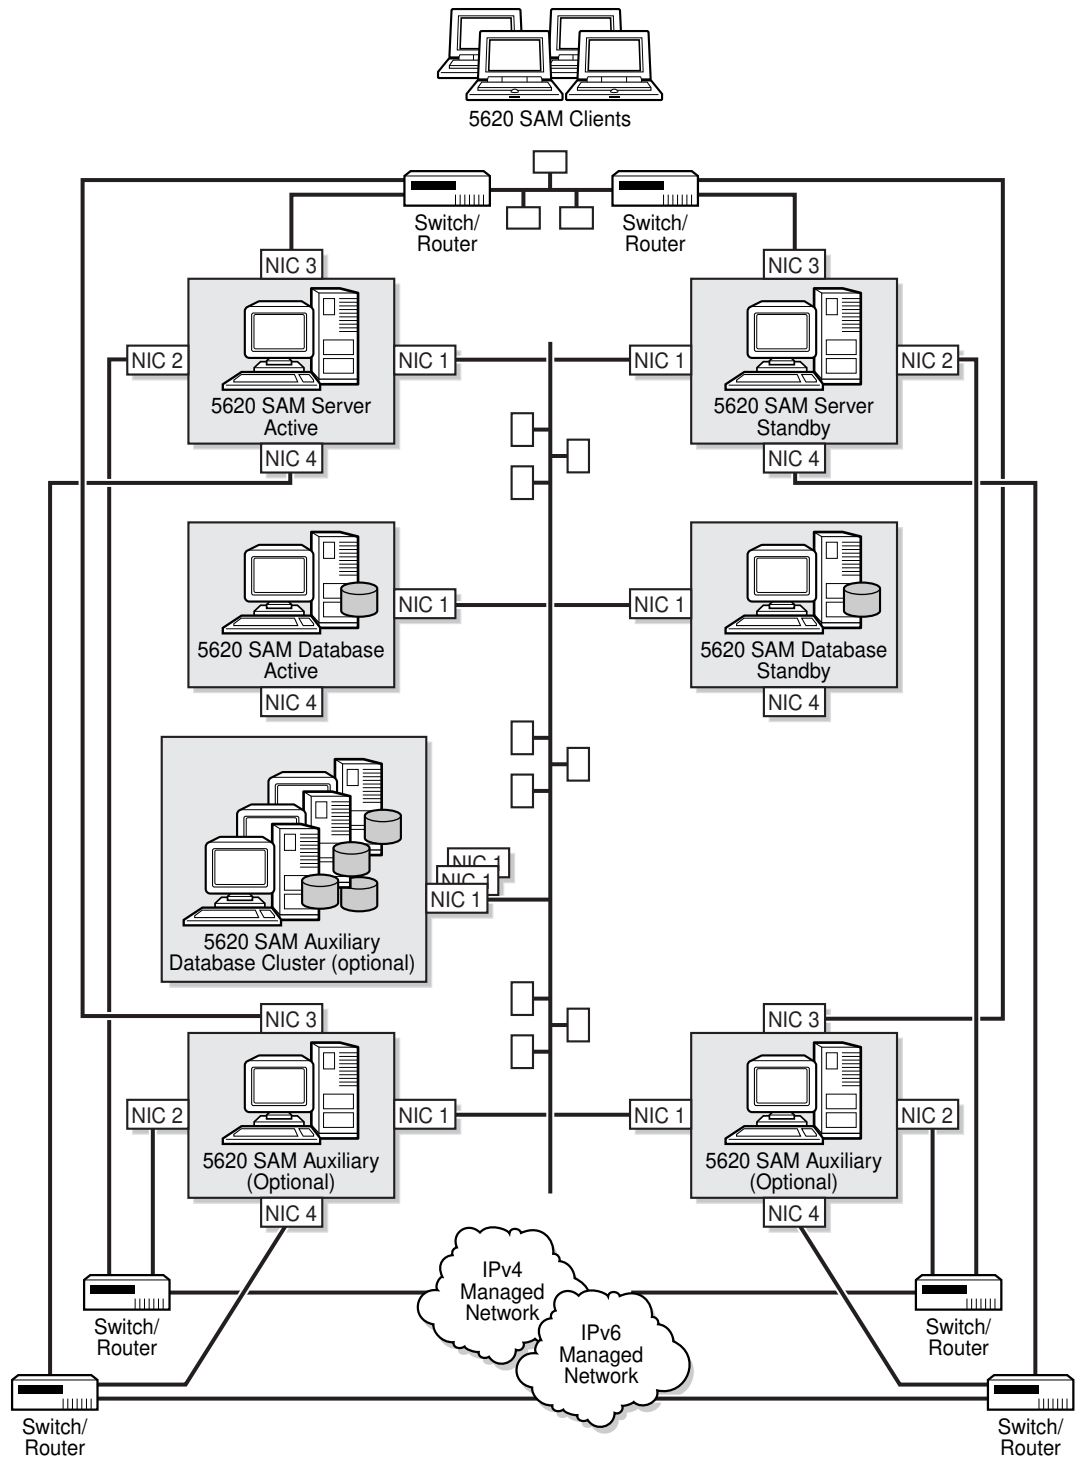 5620 SAM Clients
Switch/
Router
Switch/
Router
NIC 3
NIC 3
NIC 2
NIC 1
NIC 1
NIC 2
5620 SAM Server
Active
5620 SAM Server
Standby
NIC 4
NIC 4
NIC 1
NIC 1
5620 SAM Database
Active
5620 SAM Database
Standby
NIC 4
NIC 4
NIC 1
NIC 1
NIC 1
5620 SAM Auxiliary
Database Cluster (optional)
NIC 3
NIC 3
NIC 2
NIC 1
NIC 1
NIC 2
5620 SAM Auxiliary
(Optional)
5620 SAM Auxiliary
(Optional)
NIC 4
NIC 4
IPv4
Managed
Network
IPv6
Managed
Network
Switch/
Router
Switch/
Router
Switch/
Router
Switch/
Router